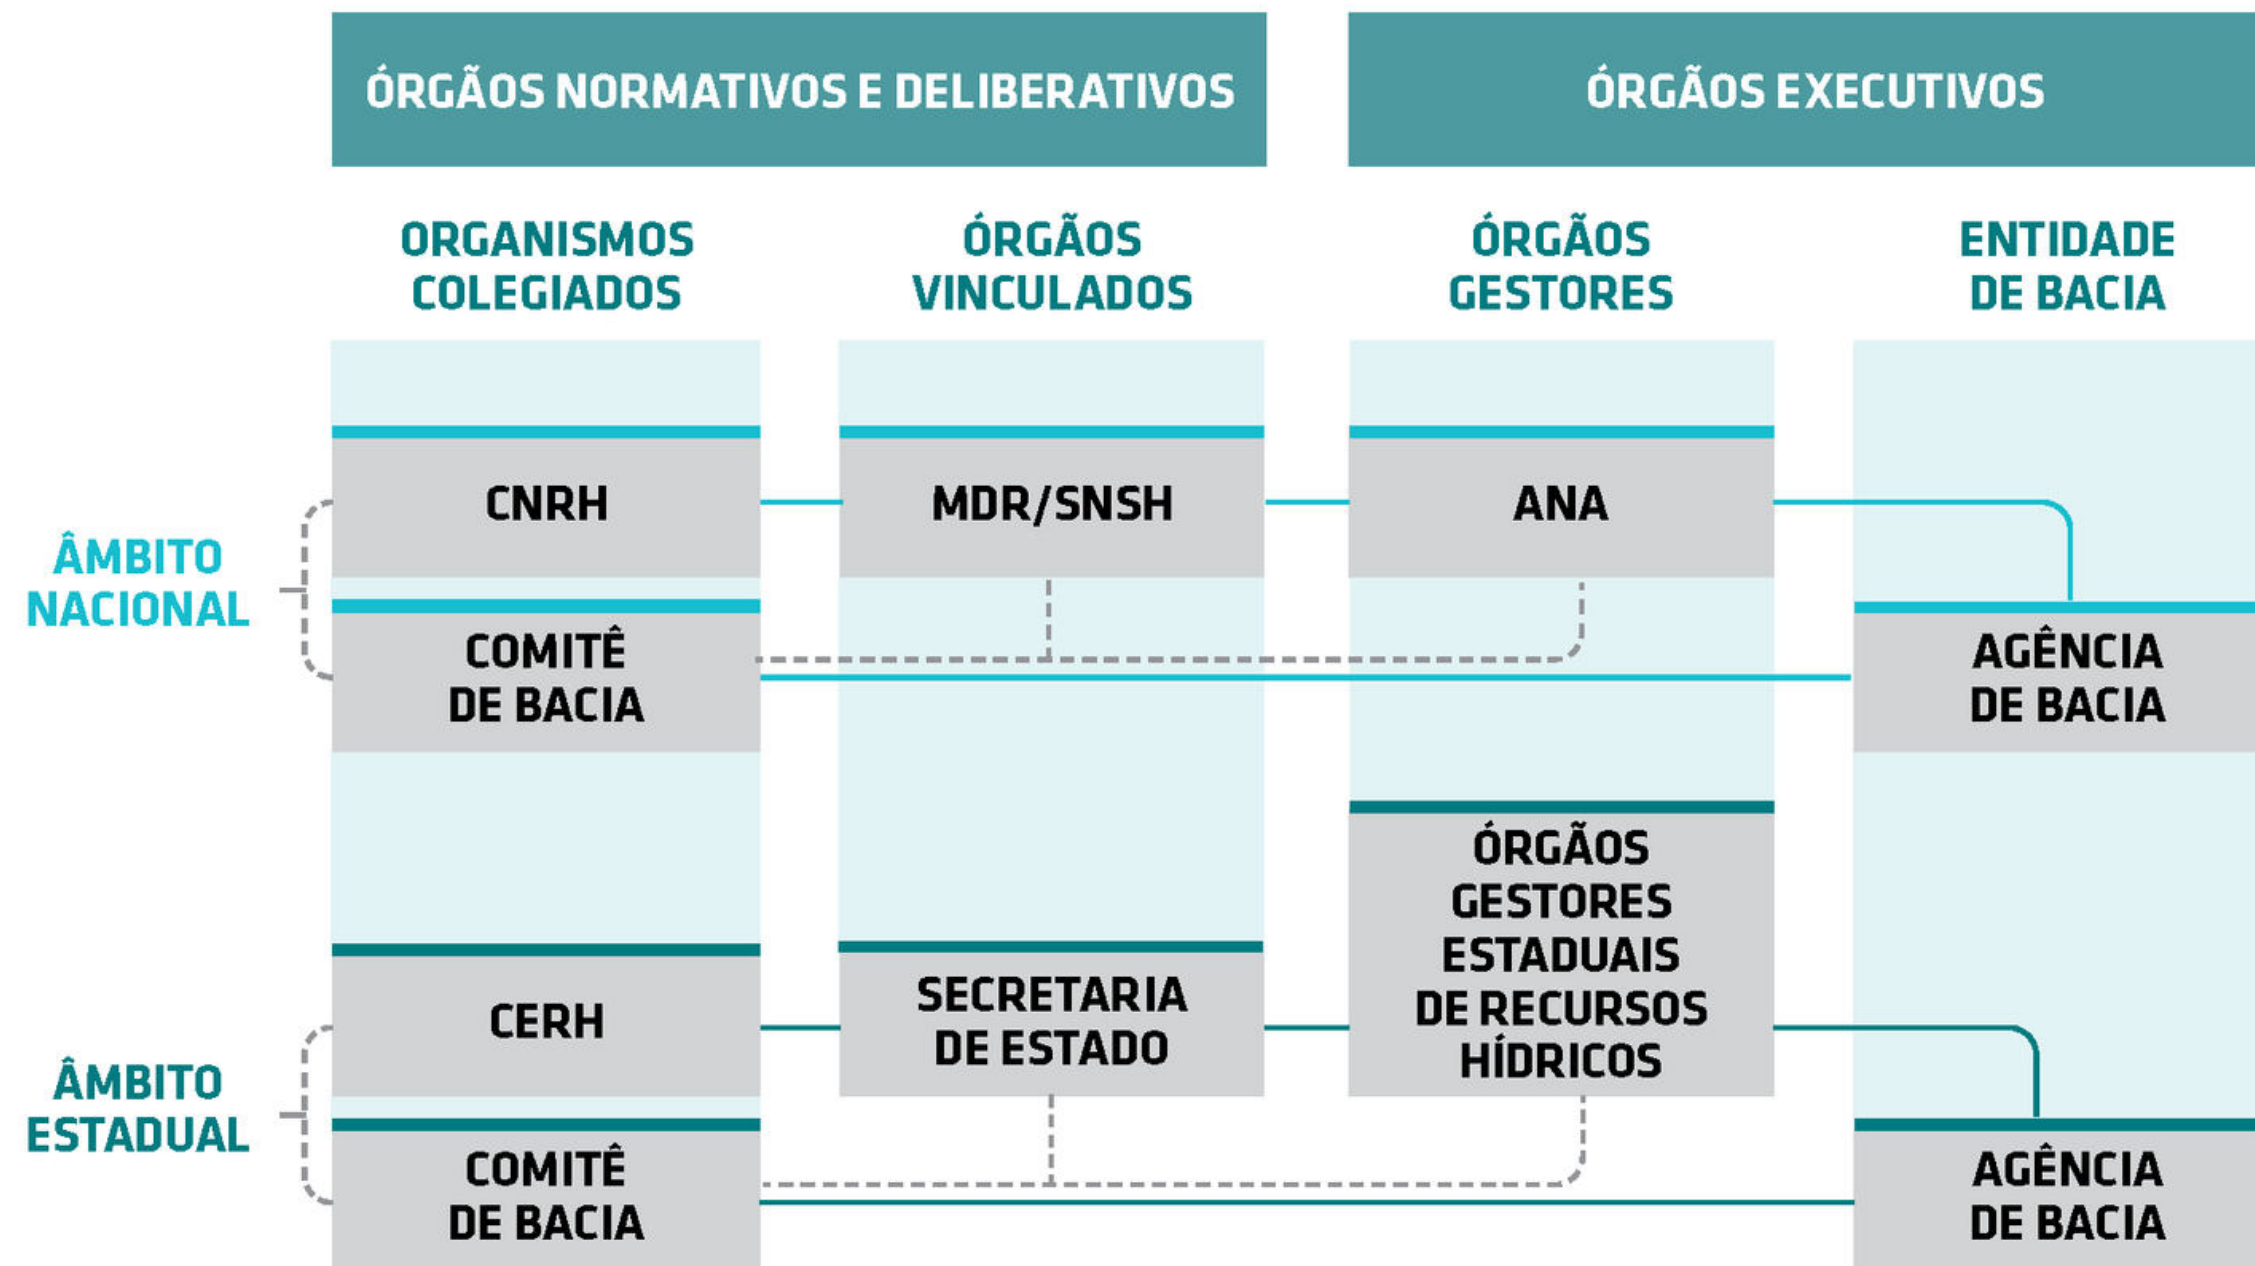 ÓRGÃOS NORMATIVOS E DELIBERATIVOS
ÓRGÃOS EXECUTIVOS
ORGANISMOS
COLEGIADOS
ÓRGÃOS
VINCULADOS
ÓRGÃOS
GESTORES
ENTIDADE
DE BACIA
ÂMBITO
NACIONAL
CNRH
MDR/SNSH
ANA
COMITÊ
DE BACIA
AGÊNCIA
DE BACIA
ÂMBITO
ESTADUAL
CERH
SECRETARIA
DE ESTADO
ÓRGÃOS
GESTORES
ESTADUAIS
DE RECURSOS
HÍDRICOS
COMITÊ
DE BACIA
AGÊNCIA
DE BACIA